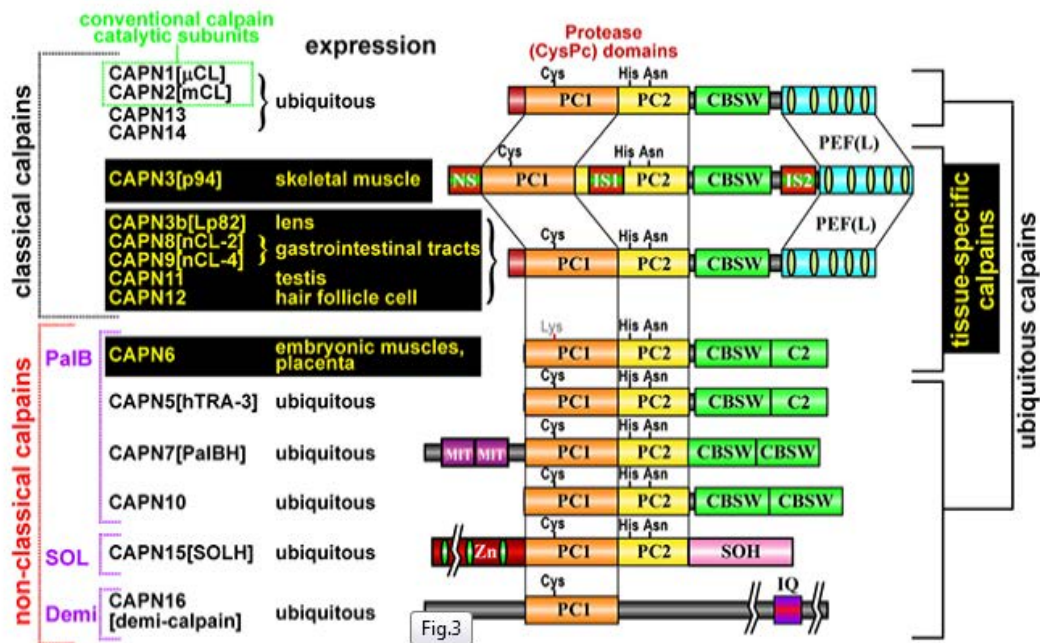 conventional calpain
catalytic subunits
expression
Protease
(CysPc) domains
classical calpains
CAPN1[μCL]
CAPN2[mCL]
CAPN13
CAPN14
ubiquitous
Cys His Asn
PC1 PC2 CBSW
PEF(L)
CAPN3[p94] skeletal muscle
Cys His Asn
NS PC1 IS1 PC2 CBSW IS2
PEF(L)
CAPN3b[Lp82] lens
CAPN8[nCL-2]
CAPN9[nCL-4]
gastrointestinal tracts
CAPN11 testis
CAPN12 hair follicle cell
Cys His Asn
PC1 PC2 CBSW
tissue-specific
calpains
ubiquitous calpains
non-classical calpains
PalB
CAPN6 embryonic muscles,
placenta
Lys His Asn
PC1 PC2 CBSW C2
CAPN5[hTRA-3] ubiquitous
Cys His Asn
PC1 PC2 CBSW C2
CAPN7[PalBH] ubiquitous
Cys His Asn
MIT MIT PC1 PC2 CBSW CBSW
CAPN10 ubiquitous
Cys His Asn
PC1 PC2 CBSW CBSW
SOL
CAPN15[SOLH] ubiquitous
Cys His Asn
Zn PC1 PC2 SOH
Demi
CAPN16
[demi-calpain] ubiquitous
Cys
PC1
IQ
Fig.3